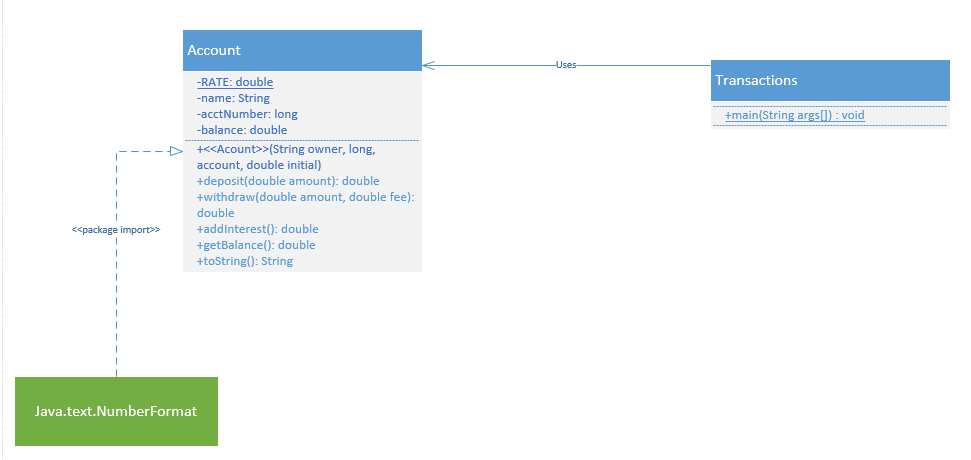 Account
-RATE: double
-name: String
-acctNumber: long
-balance: double
+<<Acount>>(String owner, long,
account, double initial)
+deposit(double amount): double
+withdraw(double amount, double fee):
double
+addInterest(): double
+getBalance(): double
+toString(): String
Uses
Transactions
+main(String args[]) : void
<<package import>>
Java.text.NumberFormat